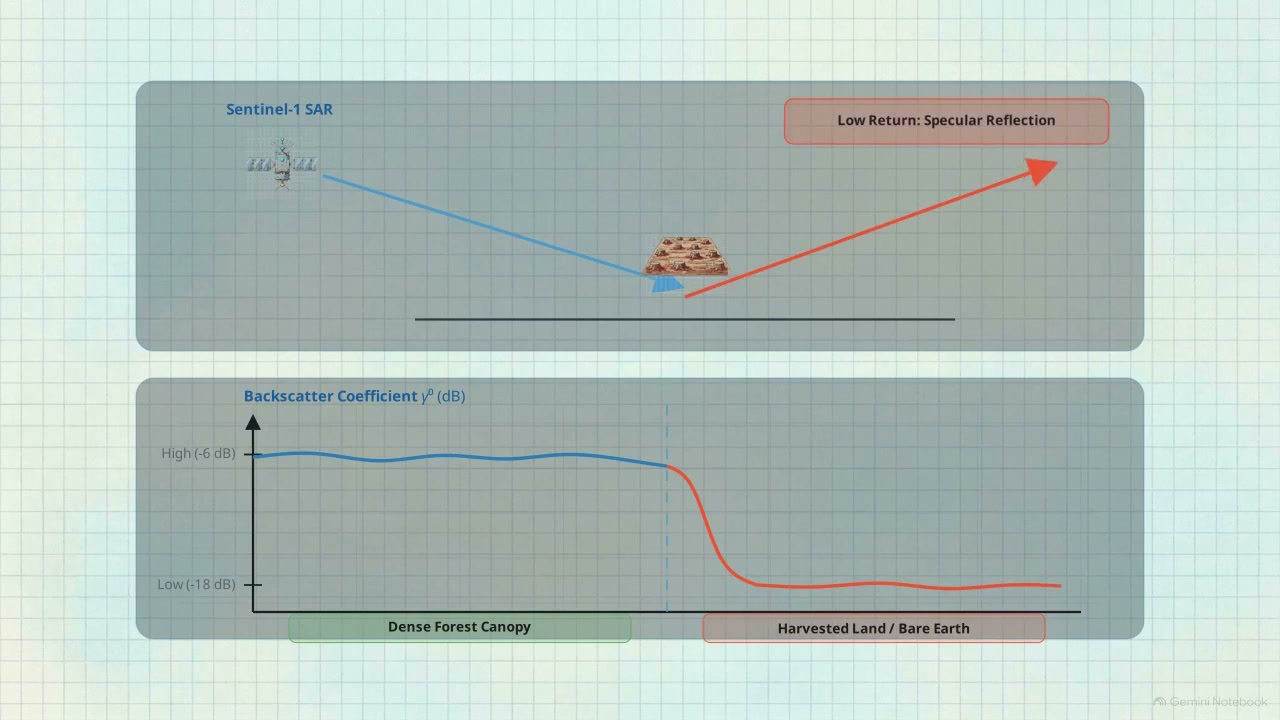 Sentinel-1 SAR
Low Return: Specular Reflection
Backscatter Coefficient γ⁰ (dB)
High (-6 dB)
Low (-18 dB)
Dense Forest Canopy
Harvested Land / Bare Earth
Gemini Notebook